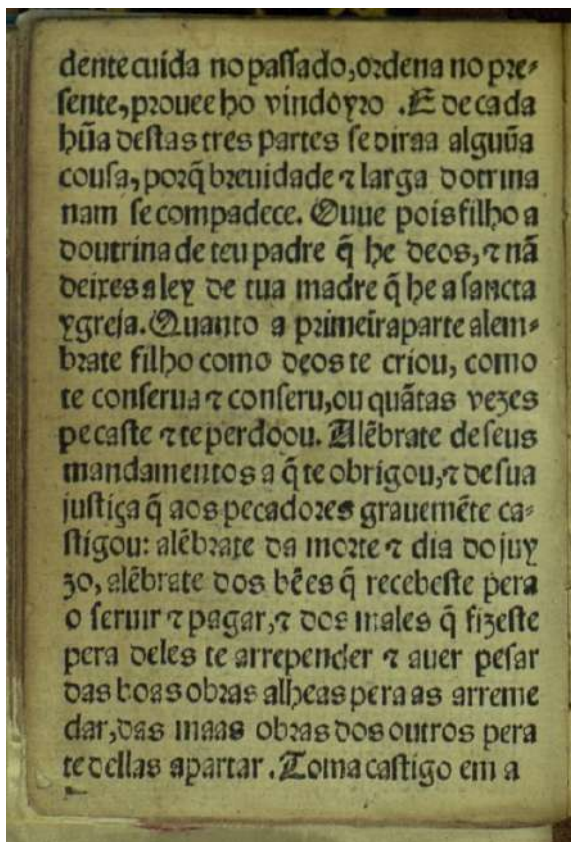 dente cuida no passado, ordena no pre-
sente, prouee ho vindoyro . E de cada
hũa destas tres partes se diraa alguũa
cousa, porq̃ breuidade ⁊ larga dotrina
nam se compadece. Ouue pois filho a
doutrina de teu padre q̃ he deos, ⁊ nã
deixes a ley de tua madre q̃ he a sancta
ygreja. Quanto a primeira parte alem-
brate filho como deos te criou, como
te conserua ⁊ conseru,ou quãtas vezes
pecaste ⁊ te perdoou. Alẽbrate de seus
mandamentos a q̃ te obrigou, ⁊ de sua
justiça q̃ aos pecadores grauemẽte ca-
stigou: alẽbrate da morte ⁊ dia do juy
zo, alẽbrate dos bẽes q̃ recebeste pera
o seruir ⁊ pagar, ⁊ dos males q̃ fizeste
pera deles te arrepender ⁊ auer pesar
das boas obras alheas pera as arreme
dar, das maas obras dos outros pera
te dellas apartar . Toma castigo em a